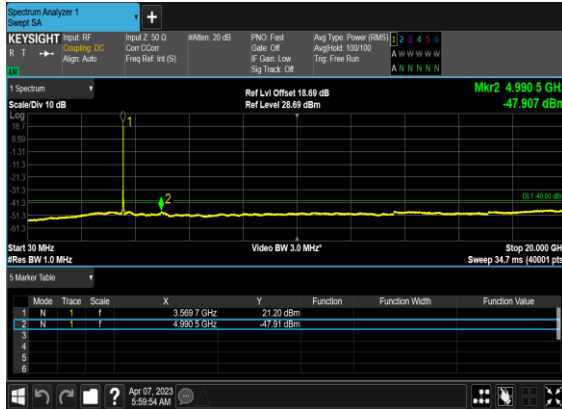 Spectrum Analyzer 1
Swept SA
KEYSIGHT Input: RF Input Z: 50 Ω #Atten: 20 dB PNO: Fast Avg Type: Power (RMS) 1 2 3 4 5 6
R T Coupling: DC Corr CCorr Gate: Off Avg|Hold: 100/100 A W W W W W
Align: Auto Freq Ref: Int (S) IF Gain: Low Trig: Free Run
Sig Track: Off A N N N N N
1 Spectrum Ref Lvl Offset 18.69 dB Mkr2 4.990 5 GHz
Scale/Div 10 dB Ref Level 28.69 dBm -47.907 dBm
Log
18.7
8.69
-1.31
-11.3
-21.3
-31.3
-41.3
-51.3
-61.3
1
2
DL1 -40.00 dBm
Start 30 MHz Video BW 3.0 MHz* Stop 20.000 GHz
#Res BW 1.0 MHz Sweep 34.7 ms (40001 pts)
5 Marker Table
Mode Trace Scale X Y Function Function Width Function Value
1 N 1 f 3.569 7 GHz 21.20 dBm
2 N 1 f 4.990 5 GHz -47.91 dBm
3
4
5
6
Apr 07, 2023
5:59:54 AM